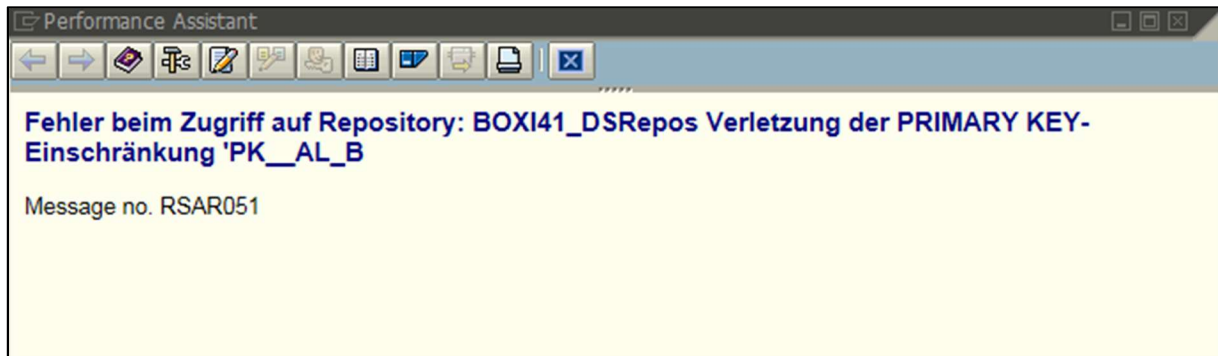 Performance Assistant
Fehler beim Zugriff auf Repository: BOXI41_DSRepos Verletzung der PRIMARY KEY-
Einschränkung 'PK__AL_B
Message no. RSAR051